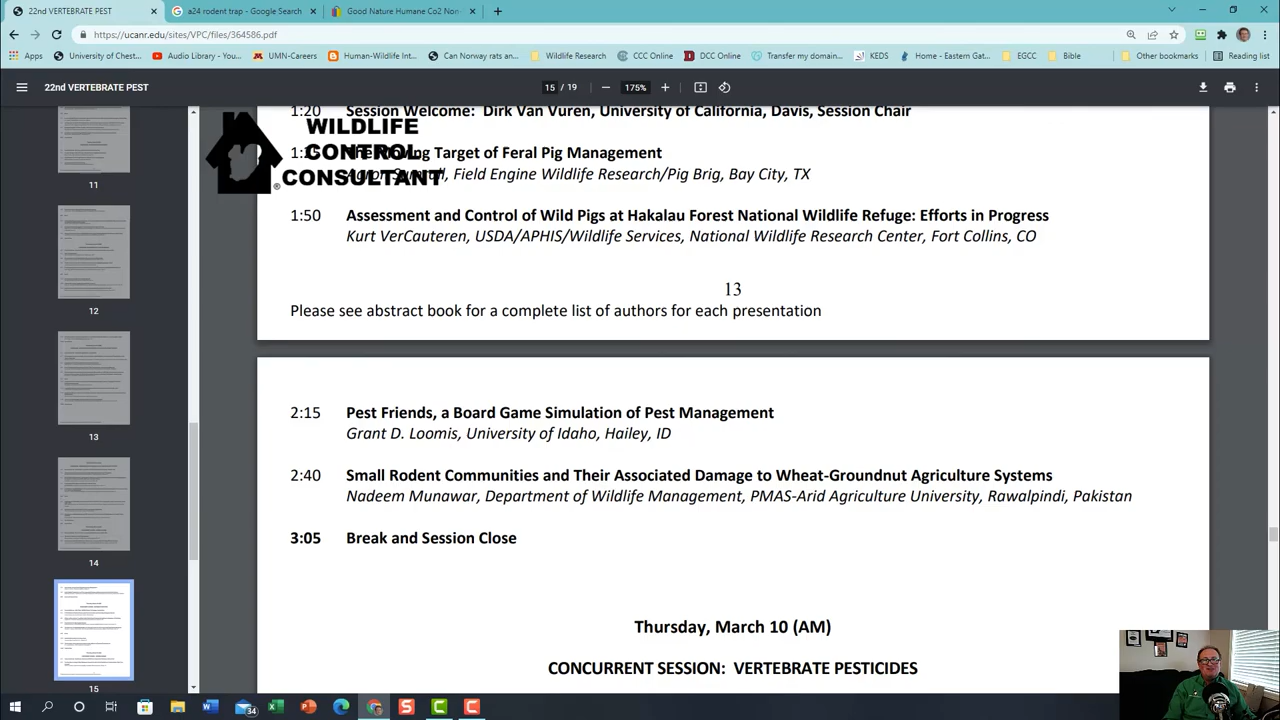 22nd VERTEBRATE PEST
a24 rodent trap - Google Search
Good Nature Humane Co2 Non-
https://ucanr.edu/sites/VPC/files/364586.pdf
Apps
University of Chest...
Audio Library - You...
UMN-Careers
Human-Wildlife Int...
Can Norway rats an...
Wildlife Research
CCC Online
DCC Online
Transfer my domain...
KEDS
Home - Eastern Gat...
EGCC
Bible
Other bookmarks
Reading list
22nd VERTEBRATE PEST
15 / 19
175%
1:20 Session Welcome: Dirk Van Vuren, University of California, Davis, Session Chair
WILDLIFE
CONTROL
CONSULTANT
®
Target of Feral Pig Management
Field Engine Wildlife Research/Pig Brig, Bay City, TX
1:50 Assessment and Control of Wild Pigs at Hakalau Forest National Wildlife Refuge: Efforts in Progress
Kurt VerCauteren, USDA/APHIS/Wildlife Services, National Wildlife Research Center, Fort Collins, CO
13
Please see abstract book for a complete list of authors for each presentation
2:15 Pest Friends, a Board Game Simulation of Pest Management
Grant D. Loomis, University of Idaho, Hailey, ID
2:40 Small Rodent Communities and Their Associated Damage to Wheat-Groundnut Agriculture Systems
Nadeem Munawar, Department of Wildlife Management, PMAS-Arid Agriculture University, Rawalpindi, Pakistan
3:05 Break and Session Close
Thursday, March 10 (AM)
CONCURRENT SESSION: VERTEBRATE PESTICIDES
11
12
13
14
15
34